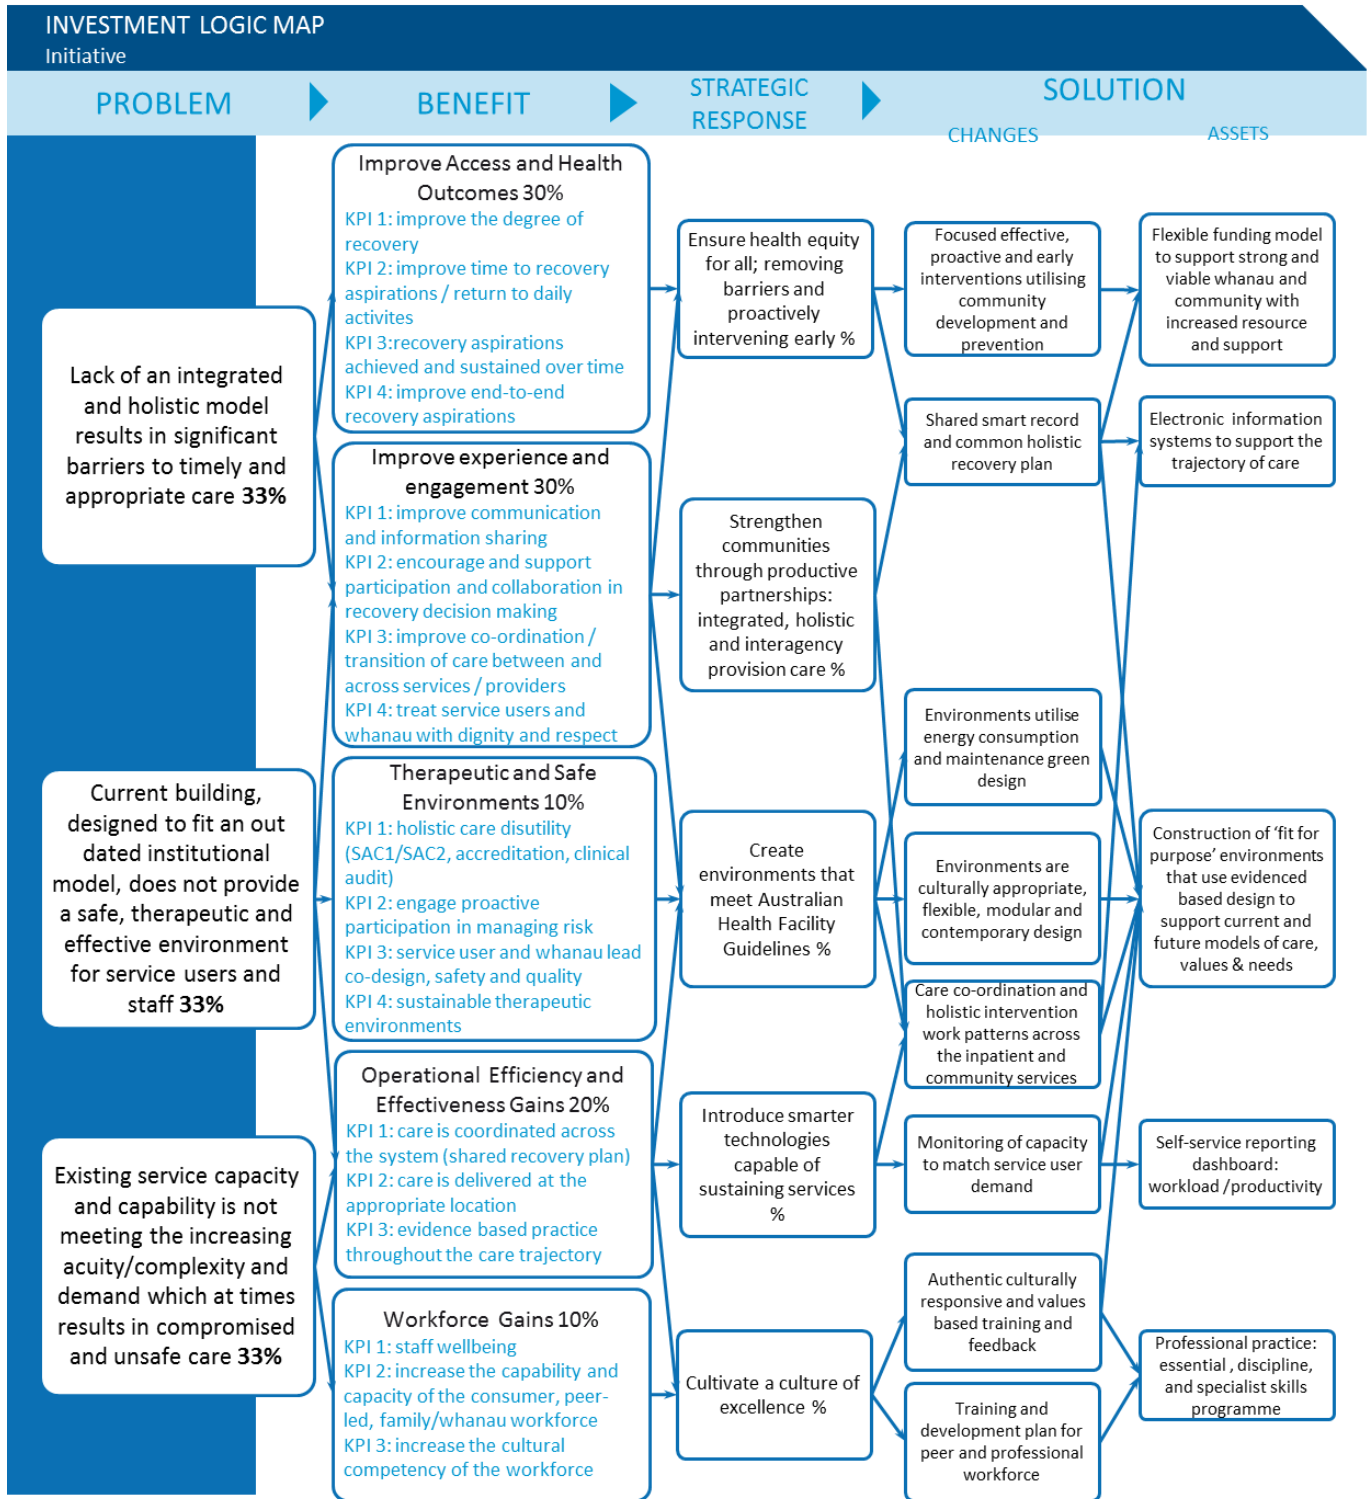 INVESTMENT LOGIC MAP
Initiative
PROBLEM
BENEFIT
STRATEGIC
RESPONSE
SOLUTION
CHANGES
ASSETS
Lack of an integrated
and holistic model
results in significant
barriers to timely and
appropriate care 33%
Current building,
designed to fit an out
dated institutional
model, does not provide
a safe, therapeutic and
effective environment
for service users and
staff 33%
Existing service capacity
and capability is not
meeting the increasing
acuity/complexity and
demand which at times
results in compromised
and unsafe care 33%
Improve Access and Health
Outcomes 30%
KPI 1: improve the degree of
recovery
KPI 2: improve time to recovery
aspirations / return to daily
activites
KPI 3:recovery aspirations
achieved and sustained over time
KPI 4: improve end-to-end
recovery aspirations
Improve experience and
engagement 30%
KPI 1: improve communication
and information sharing
KPI 2: encourage and support
participation and collaboration in
recovery decision making
KPI 3: improve co-ordination /
transition of care between and
across services / providers
KPI 4: treat service users and
whanau with dignity and respect
Therapeutic and Safe
Environments 10%
KPI 1: holistic care disutility
(SAC1/SAC2, accreditation, clinical
audit)
KPI 2: engage proactive
participation in managing risk
KPI 3: service user and whanau lead
co-design, safety and quality
KPI 4: sustainable therapeutic
environments
Operational Efficiency and
Effectiveness Gains 20%
KPI 1: care is coordinated across
the system (shared recovery plan)
KPI 2: care is delivered at the
appropriate location
KPI 3: evidence based practice
throughout the care trajectory
Workforce Gains 10%
KPI 1: staff wellbeing
KPI 2: increase the capability and
capacity of the consumer, peer-
led, family/whanau workforce
KPI 3: increase the cultural
competency of the workforce
Ensure health equity
for all; removing
barriers and
proactively
intervening early %
Strengthen
communities
through productive
partnerships:
integrated, holistic
and interagency
provision care %
Create
environments that
meet Australian
Health Facility
Guidelines %
Introduce smarter
technologies
capable of
sustaining services
%
Cultivate a culture of
excellence %
Focused effective,
proactive and early
interventions utilising
community
development and
prevention
Shared smart record
and common holistic
recovery plan
Environments utilise
energy consumption
and maintenance green
design
Environments are
culturally appropriate,
flexible, modular and
contemporary design
Care co-ordination and
holistic intervention
work patterns across
the inpatient and
community services
Monitoring of capacity
to match service user
demand
Authentic culturally
responsive and values
based training and
feedback
Training and
development plan for
peer and professional
workforce
Flexible funding model
to support strong and
viable whanau and
community with
increased resource
and support
Electronic information
systems to support the
trajectory of care
Construction of ‘fit for
purpose’ environments
that use evidenced
based design to
support current and
future models of care,
values & needs
Self-service reporting
dashboard:
workload /productivity
Professional practice:
essential , discipline,
and specialist skills
programme